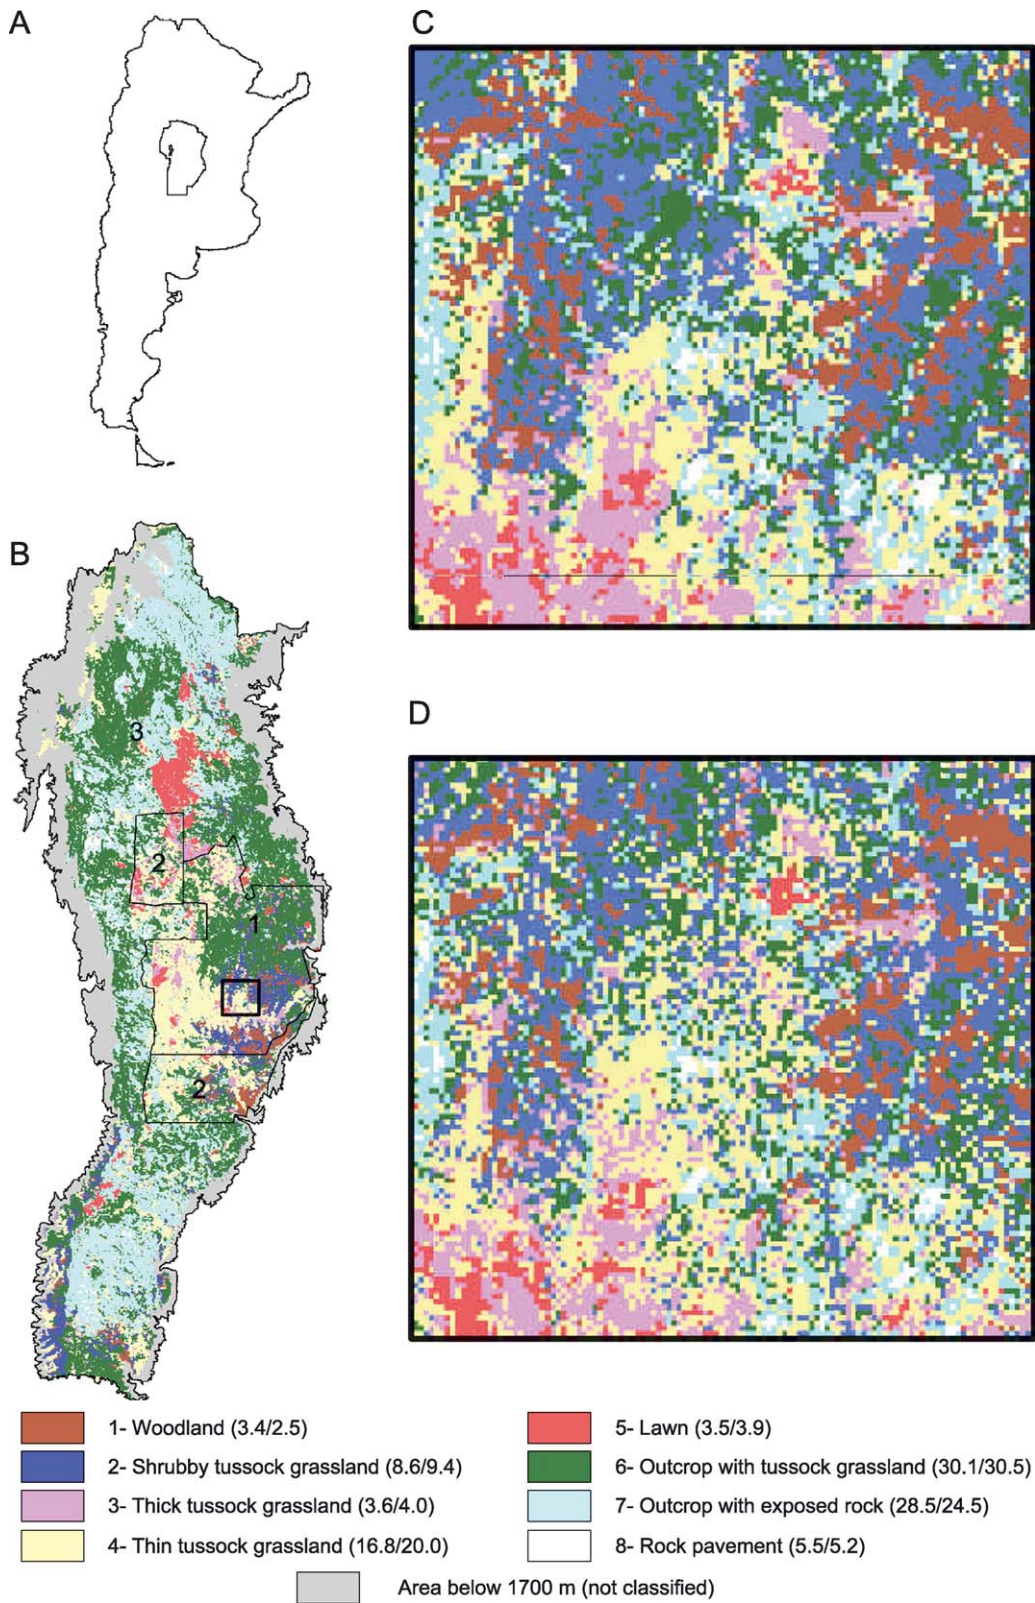 A
C
B
3
2
1
2
D
1- Woodland (3.4/2.5)
2- Shrubby tussock grassland (8.6/9.4)
3- Thick tussock grassland (3.6/4.0)
4- Thin tussock grassland (16.8/20.0)
5- Lawn (3.5/3.9)
6- Outcrop with tussock grassland (30.1/30.5)
7- Outcrop with exposed rock (28.5/24.5)
8- Rock pavement (5.5/5.2)
Area below 1700 m (not classified)